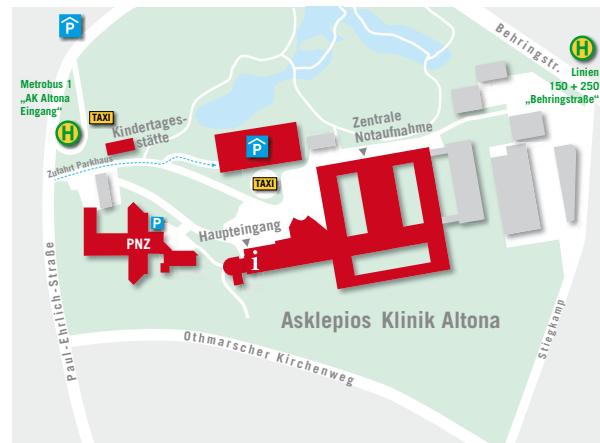 P
P
Behringstr.
H
Linien
150 + 250
„Behringstraße“
Metrobus 1
„AK Altona
Eingang“
H
TAXI
Kindertages-
stätte
Zentrale
Notaufnahme
P
Zufahrt Parkhaus
TAXI
P
PNZ
Haupteingang
i
Asklepios Klinik Altona
Paul-Ehrlich-Straße
Othmarscher Kirchenweg
Stiegkamp